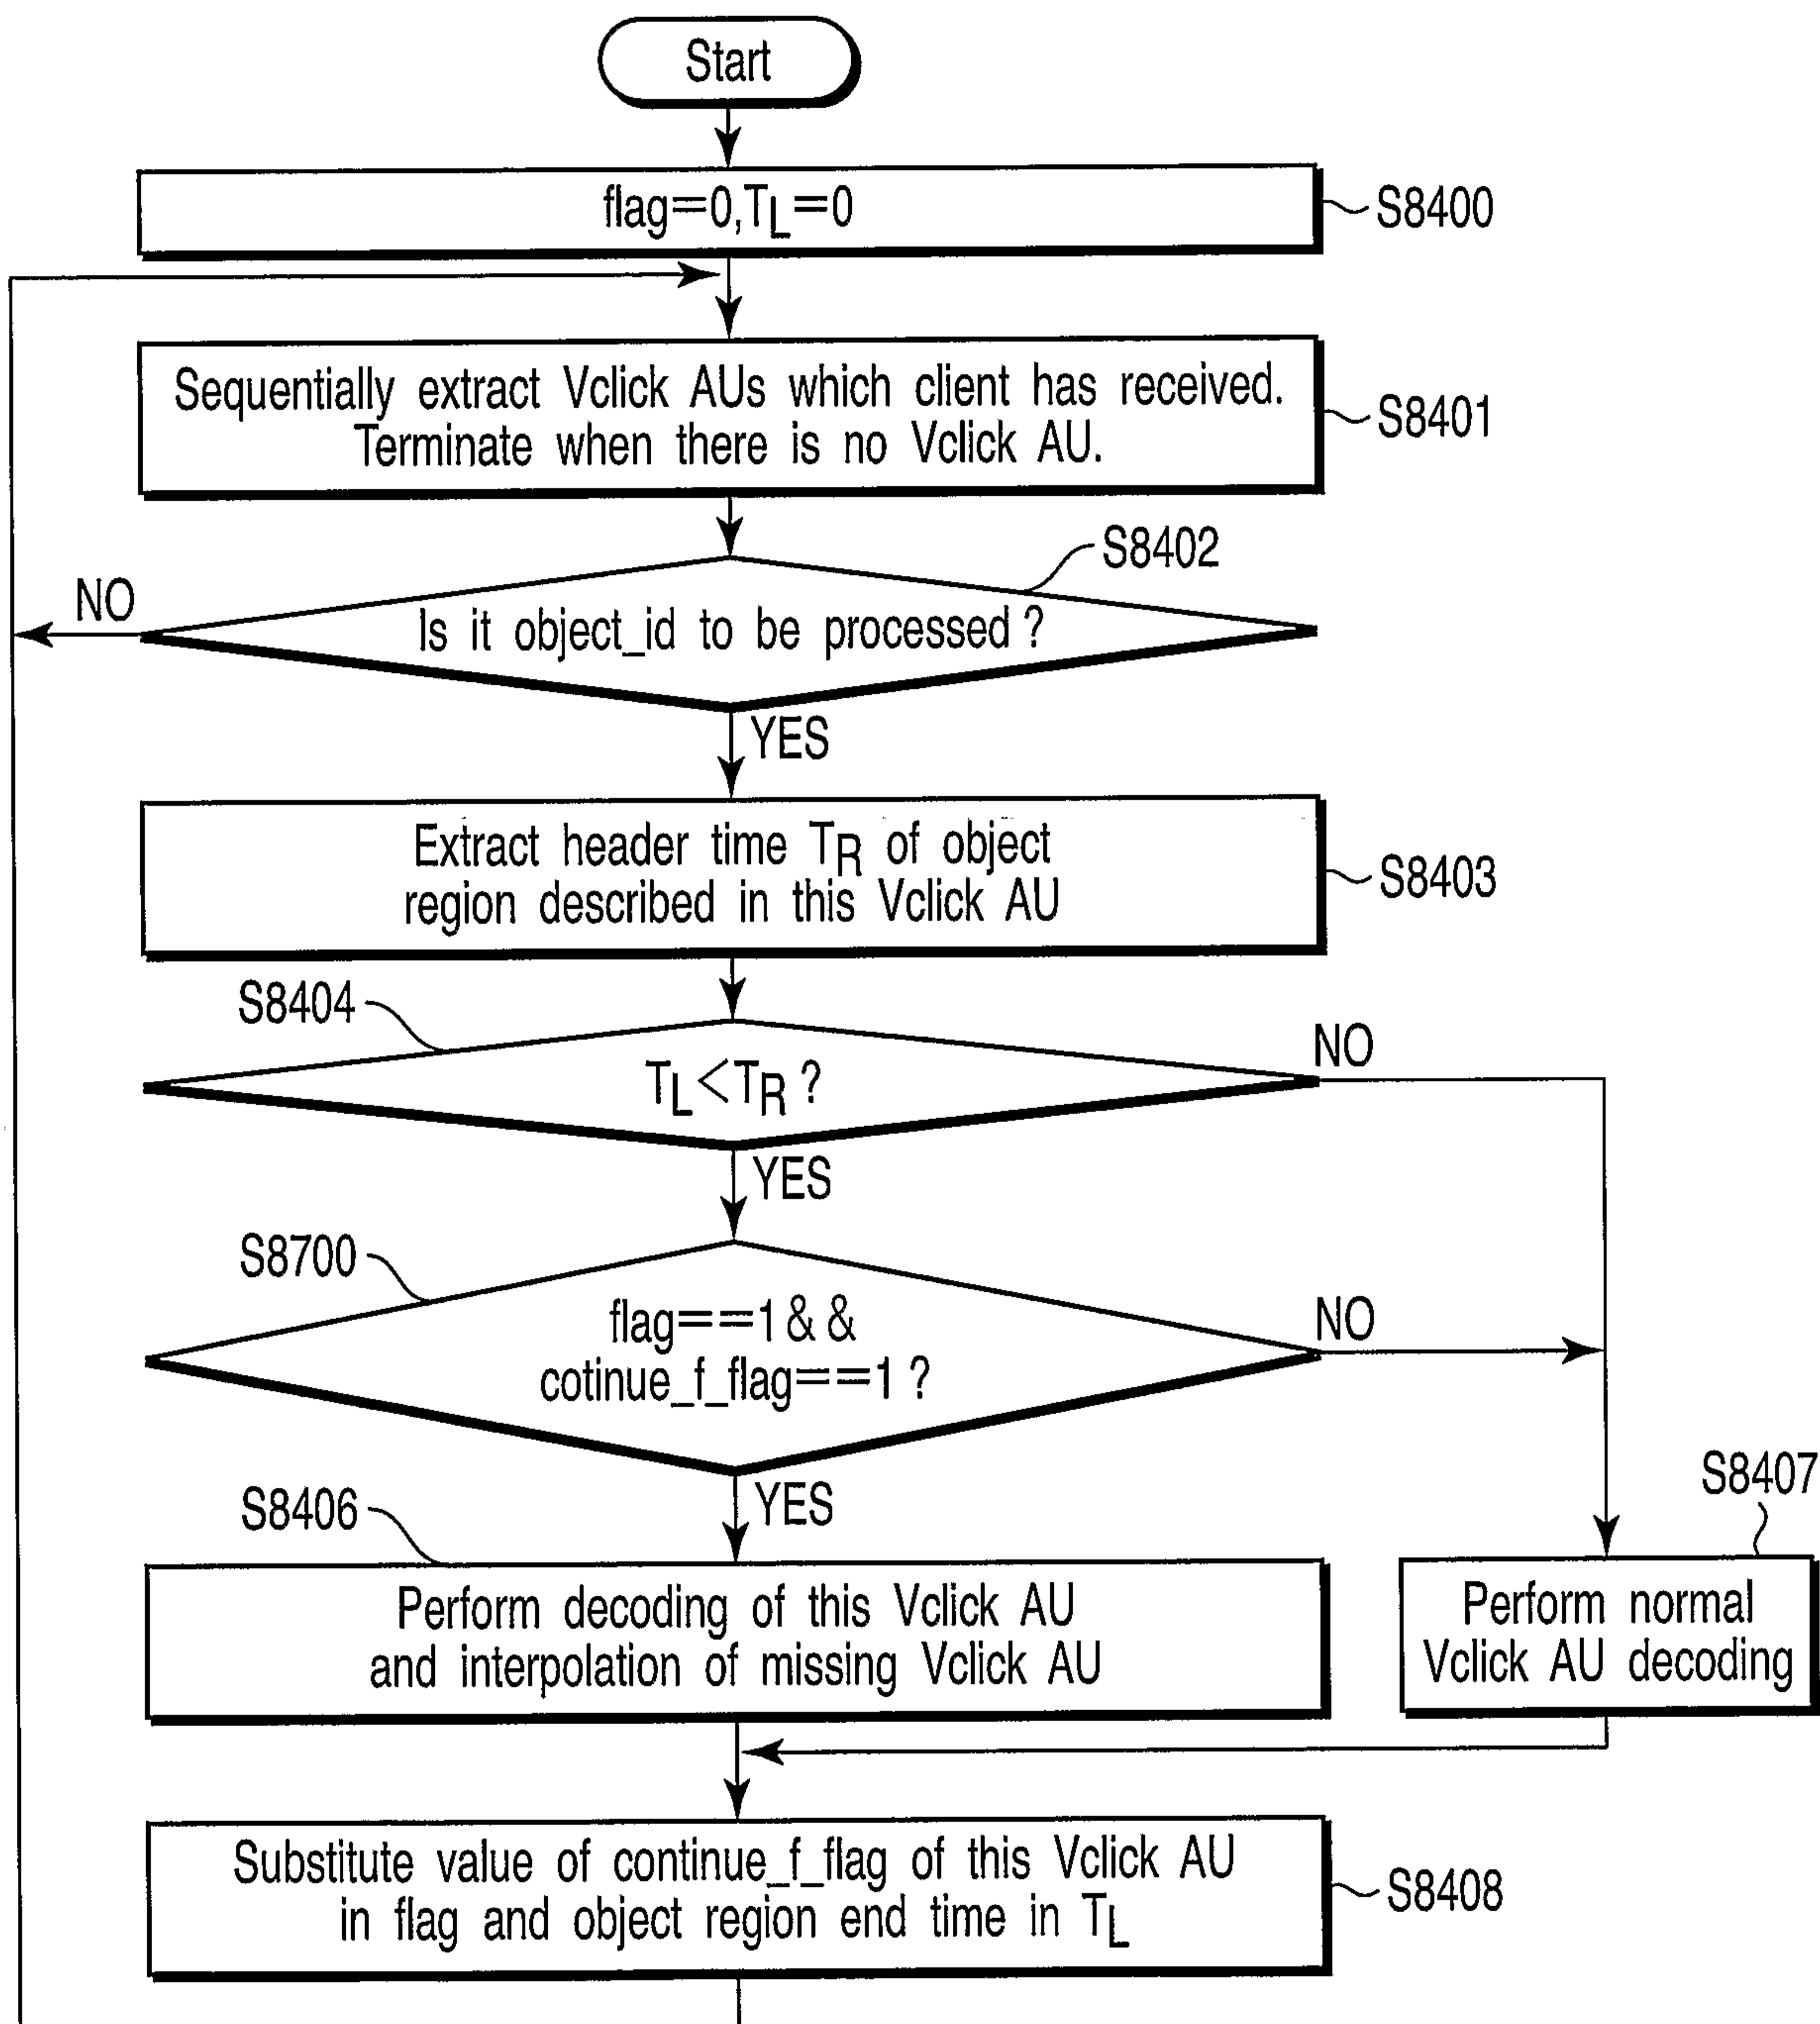 Start
flag=0,TL=0
S8400
Sequentially extract Vclick AUs which client has received.
Terminate when there is no Vclick AU.
S8401
S8402
NO
Is it object_id to be processed ?
YES
Extract header time TR of object
region described in this Vclick AU
S8403
S8404
NO
TL<TR ?
YES
S8700
flag==1 & &
cotinue_f_flag==1 ?
NO
YES
S8406
S8407
Perform decoding of this Vclick AU
and interpolation of missing Vclick AU
Perform normal
Vclick AU decoding
Substitute value of continue_f_flag of this Vclick AU
in flag and object region end time in TL
S8408